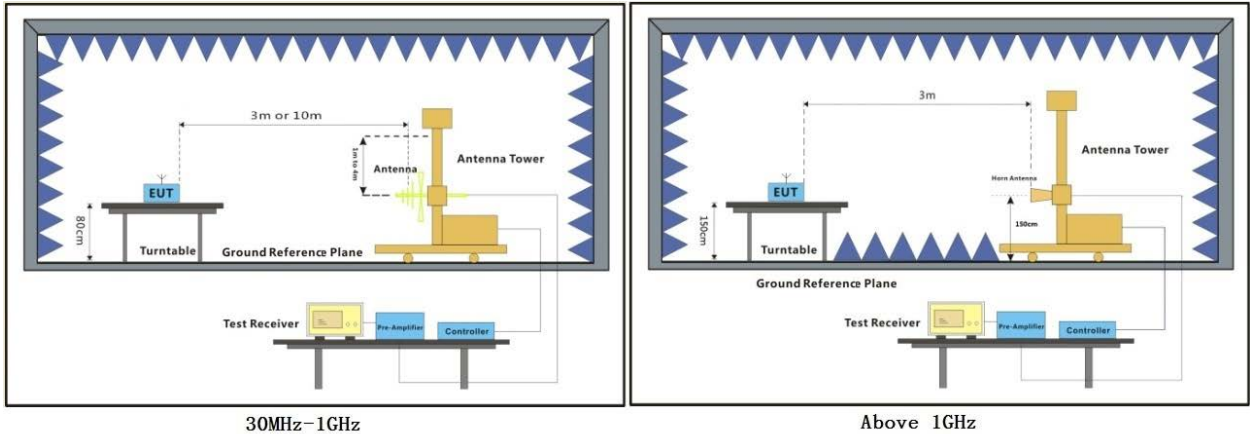 3m or 10m
1m to 4m
Antenna
Antenna Tower
EUT
80cm
Turntable
Ground Reference Plane
Test Receiver
Pre-Amplifier
Controller
30MHz-1GHz
3m
Antenna Tower
Horn Antenna
EUT
150cm
150cm
Turntable
Ground Reference Plane
Test Receiver
Pre-Amplifier
Controller
Above 1GHz